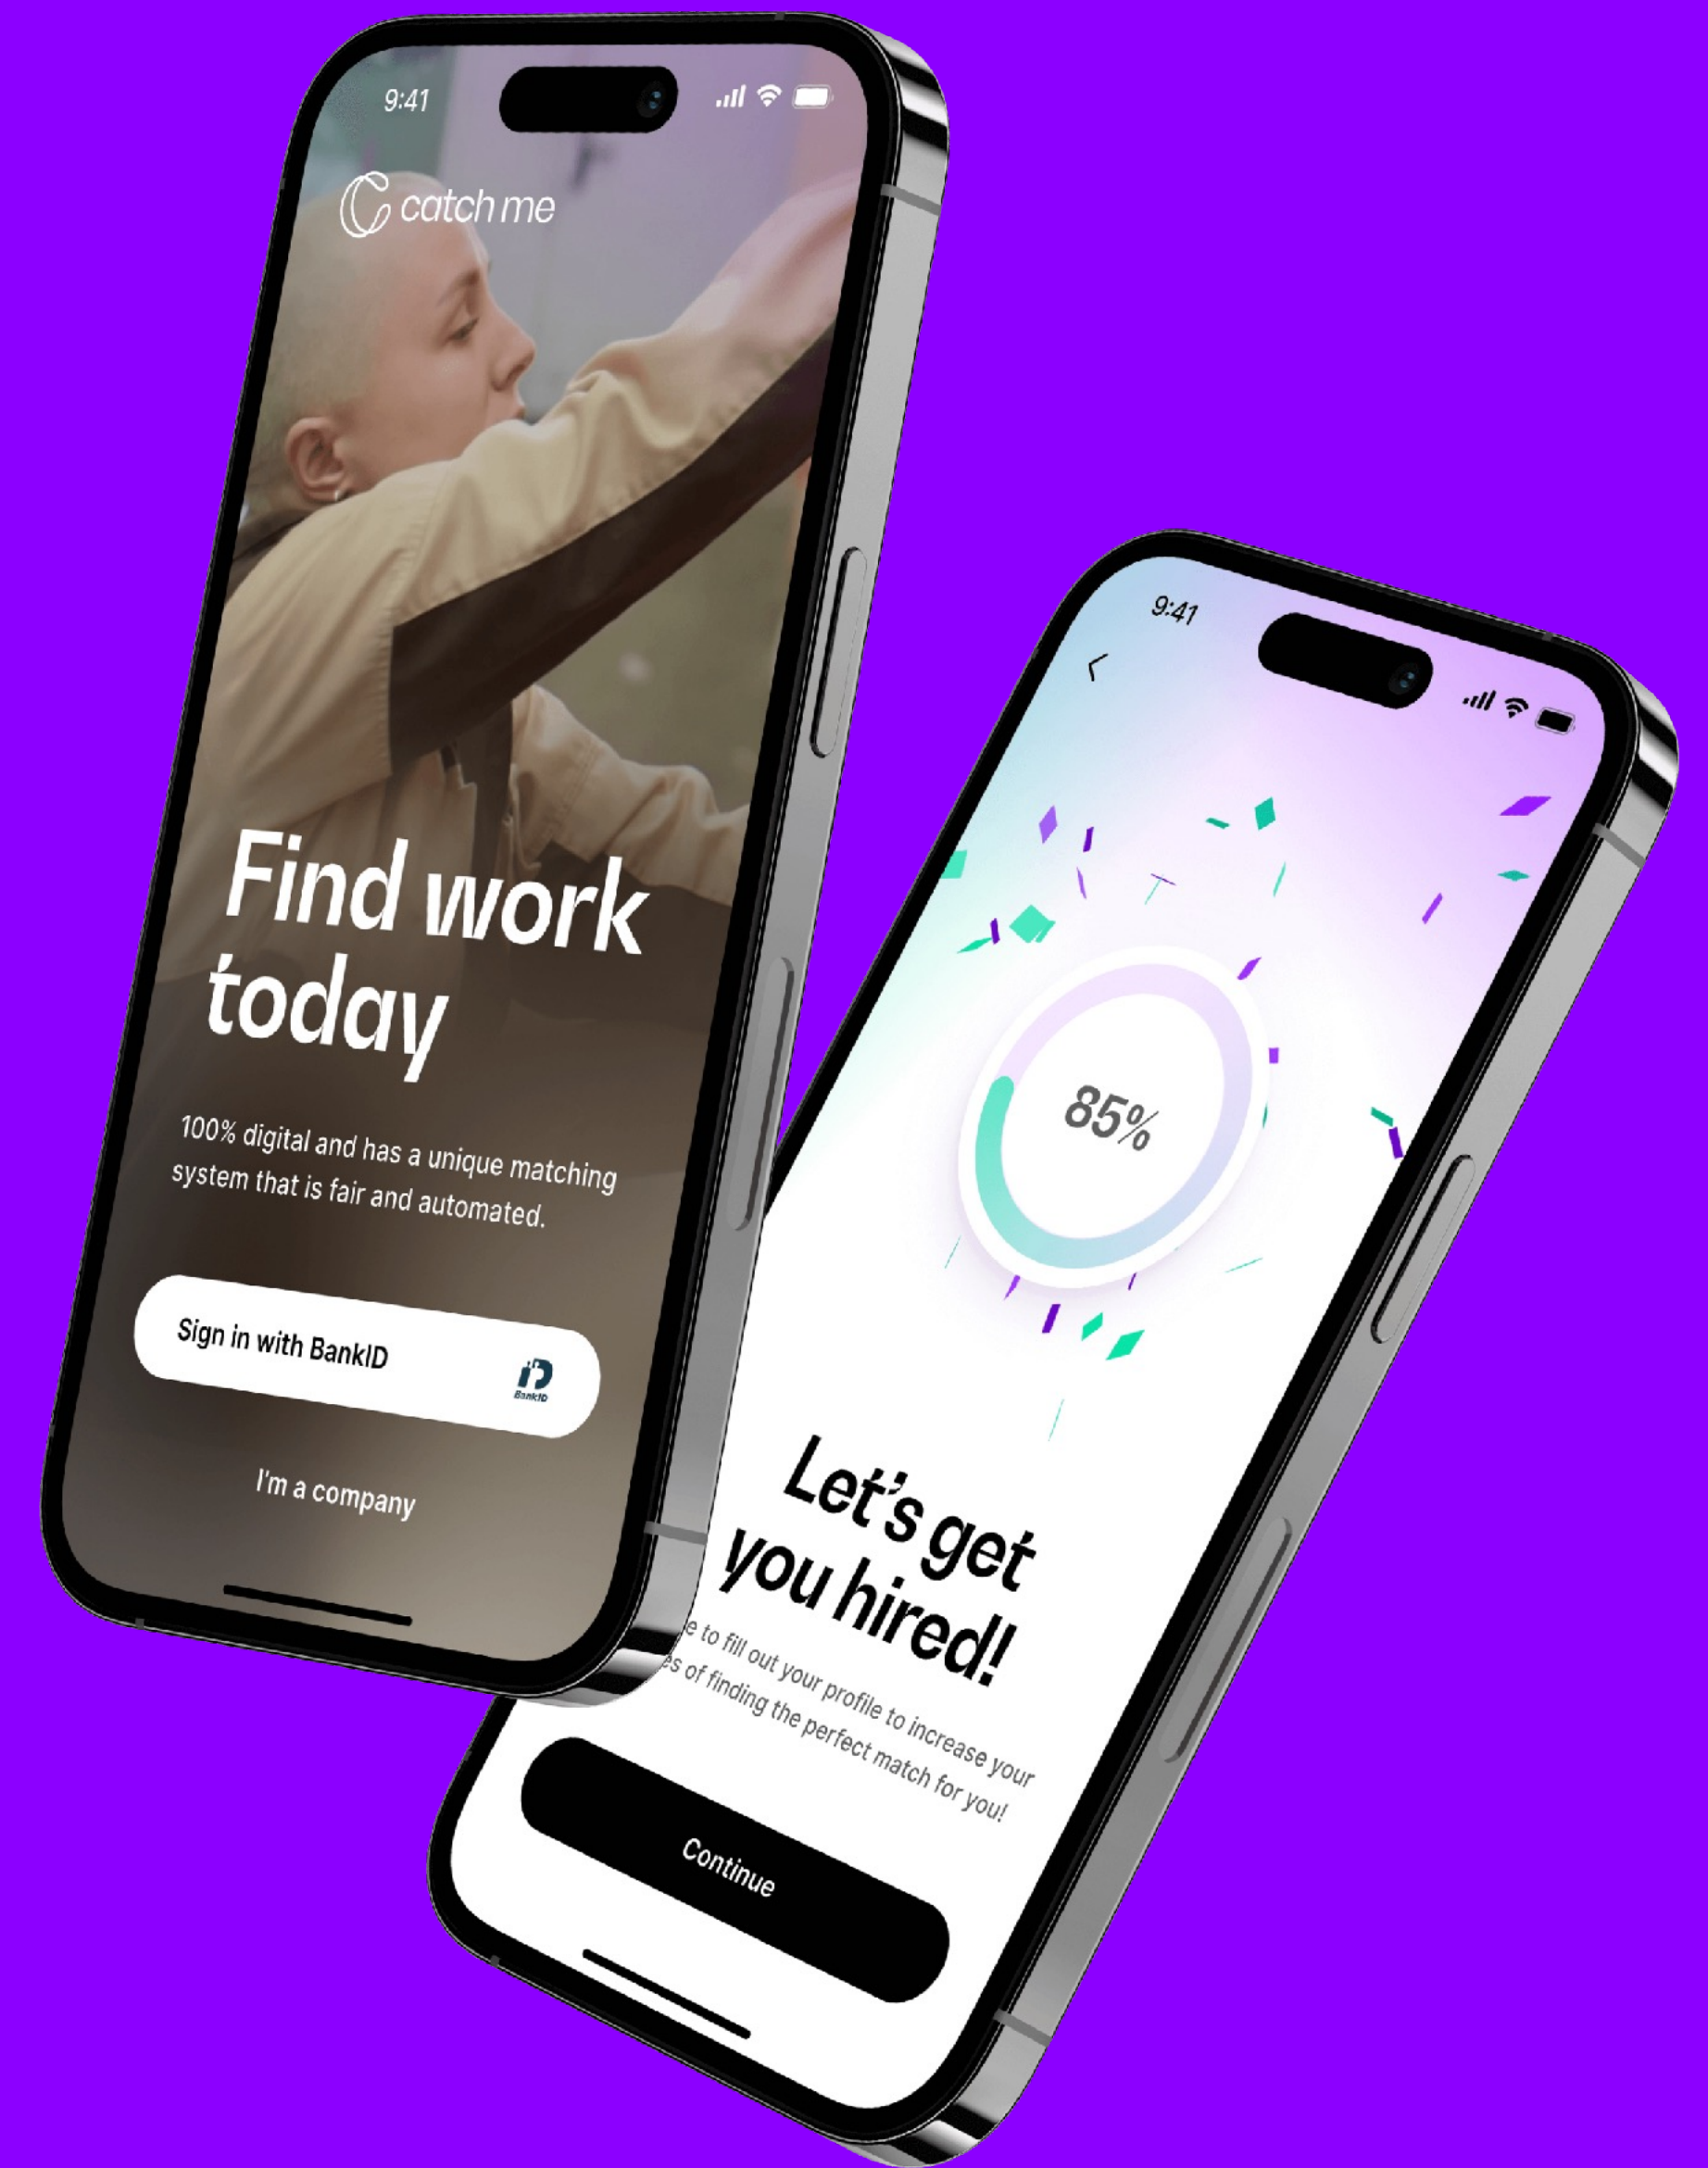 9:41
catch me
Find work
today
100% digital and has a unique matching
system that is fair and automated.
Sign in with BankID
BankID
I'm a company
9:41
85%
Let's get
you hired!
to fill out your profile to increase your
of finding the perfect match for you!
Continue